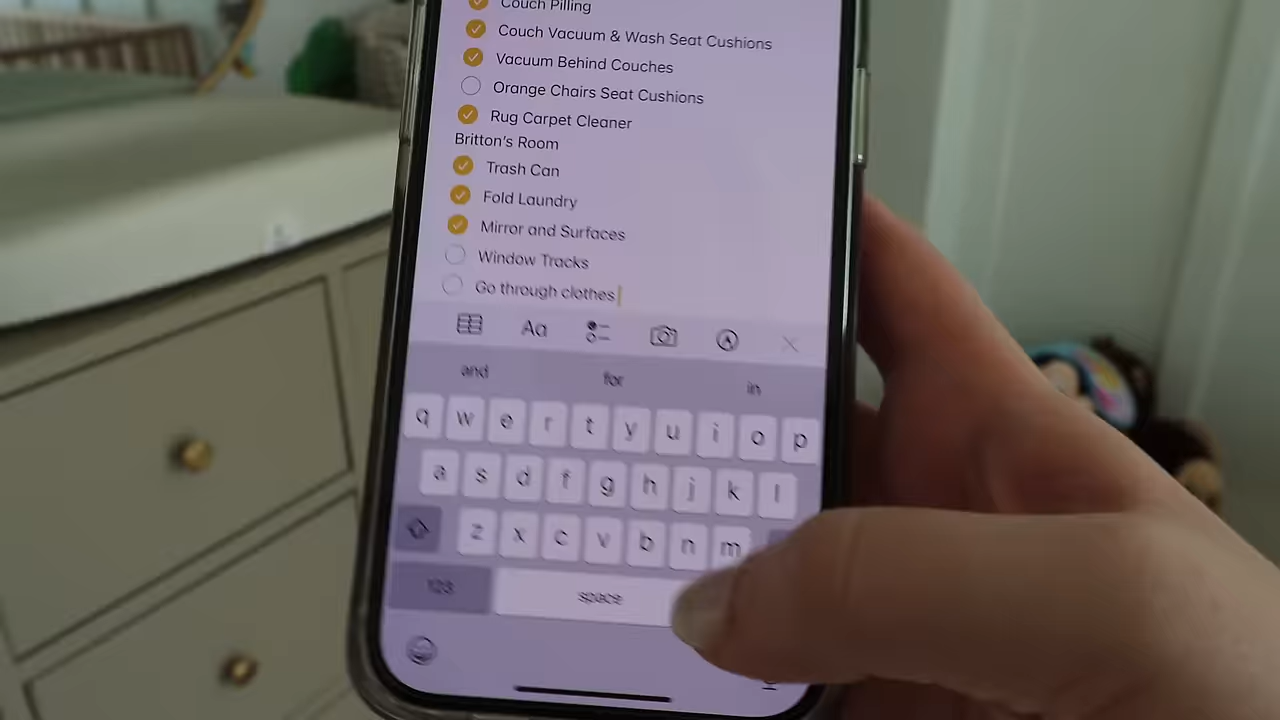 Couch Pilling
Couch Vacuum & Wash Seat Cushions
Vacuum Behind Couches
Orange Chairs Seat Cushions
Rug Carpet Cleaner
Britton's Room
Trash Can
Fold Laundry
Mirror and Surfaces
Window Tracks
Go through clothes
Aa
and for in
q w e r t y u i o p
a s d f g h j k l
z x c v b n m
123 space